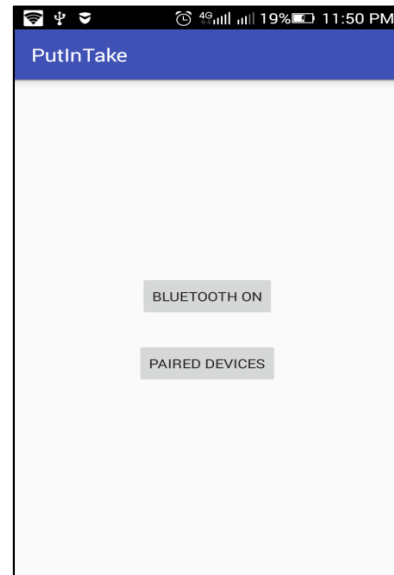 4G 19% 11:50 PM
PutInTake
BLUETOOTH ON
PAIRED DEVICES